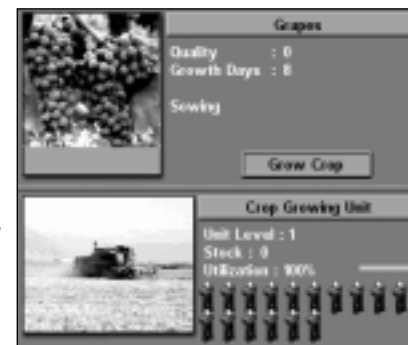 Grapes
Quality : 0
Growth Days : 8
Sowing
Grow Crop
Crop Growing Unit
Unit Level : 1
Stock : 0
Utilization : 100%